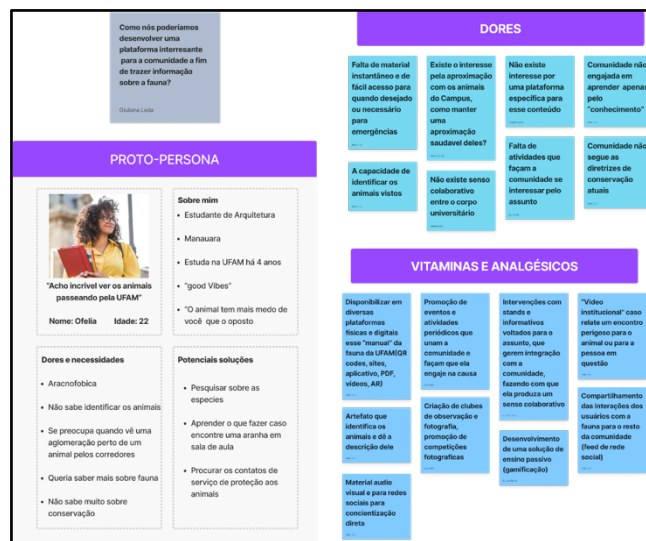 Como nós poderíamos
desenvolver uma
plataforma interresante
para a comunidade a fim
de trazer informação
sobre a fauna?
Giuliana Leda
PROTO-PERSONA
"Acho incrivel ver os animais
passeando pela UFAM"
Nome: Ofelia Idade: 22
Sobre mim
• Estudante de Arquitetura
• Manauara
• Estuda na UFAM há 4 anos
• "good Vibes"
• "O animal tem mais medo de
você que o oposto
Dores e necessidades
• Aracnofobica
• Não sabe identificar os animais
• Se preocupa quando vê uma
aglomeração perto de um
animal pelos corredores
• Queria saber mais sobre fauna
• Não sabe muito sobre
conservação
Potenciais soluções
• Pesquisar sobre as
especies
• Aprender o que fazer caso
encontre uma aranha em
sala de aula
• Procurar os contatos de
serviço de proteção aos
animais
DORES
Falta de material
instantâneo e de
fácil acesso para
quando desejado
ou necessário
para
emergências
Existe o interesse
pela aproximação
com os animais
do Campus,
como manter
uma
aproximação
saudavel deles?
Não existe
interesse por
uma plataforma
específica para
esse conteúdo
Comunidade não
engajada em
aprender apenas
pelo
"conhecimento"
A capacidade de
identificar os
animais vistos
Não existe senso
colaborativo
entre o corpo
universitário
Falta de
atividades que
façam a
comunidade se
interessar pelo
assunto
Comunidade não
segue as
diretrizes de
conservação
atuais
VITAMINAS E ANALGÉSICOS
Disponibilizar em
diversas
plataformas
físicas e digitais
esse "manual" da
fauna da UFAM(QR
codes, sites,
aplicativo, PDF,
vídeos, AR)
Promoção de
eventos e
atividades
periódicos que
unam a
comunidade e
façam que ela
engaje na causa
Intervenções com
stands e
informativos
voltados para o
assunto, que
gerem integração
com a
comunidade,
fazendo com que
ela produza um
senso colaborativo
"Video
institucional" caso
relate um encontro
perigoso para o
animal ou para a
pessoa em
questão
Artefato que
identifica os
animais e dê a
descrição dele
Criação de clubes
de observação e
fotografia,
promoção de
competições
fotograficas
Desenvolvimento
de uma solução de
ensino passivo
(gamificação)
Compartilhamento
das interações dos
usuários com a
fauna para o resto
da comunidade
(feed de rede
social)
Material audio
visual e para redes
sociais para
concientização
direta